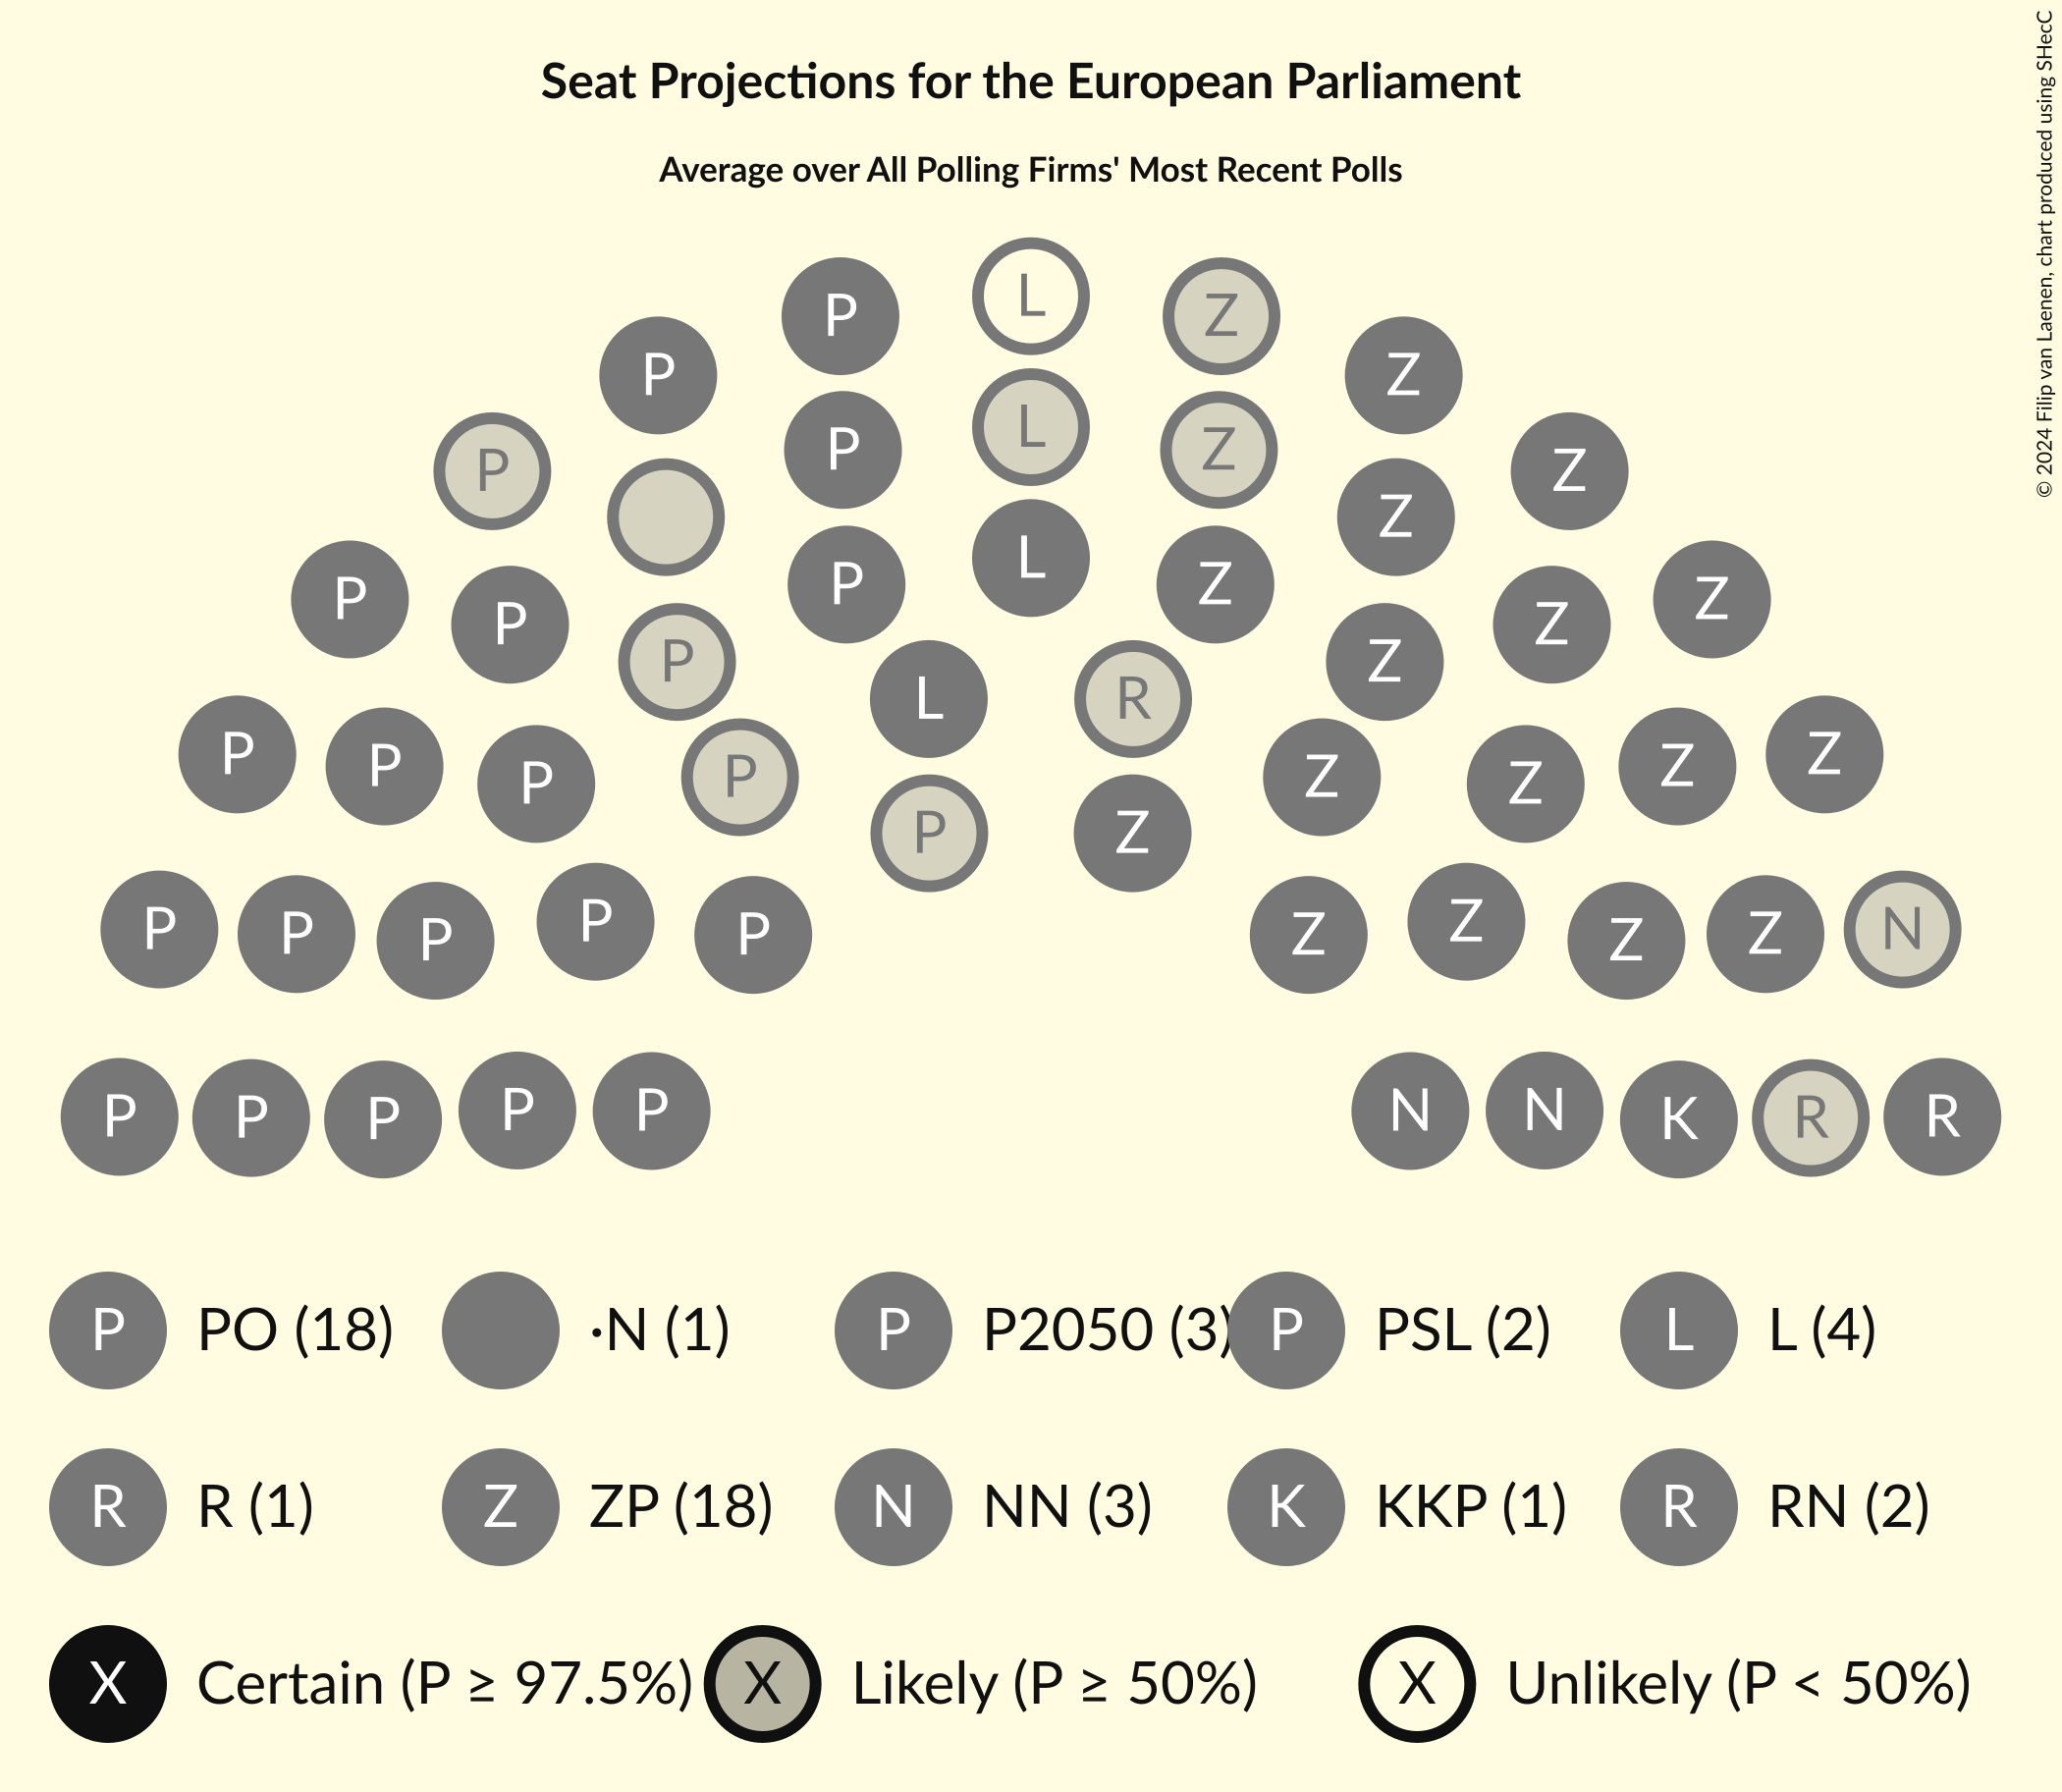 Seat Projections for the European Parliament
Average over All Polling Firms' Most Recent Polls
© 2024 Filip van Laenen, chart produced using SHecC
L
P Z
P Z
L
P Z
P Z
P Z
L
P Z
P Z
P Z
P Z
P Z
L R
P Z
P Z
P Z
P Z
P Z
P Z
P Z
P N
P Z
P Z
P Z
P Z
P N
P N
P R
P R
P K
P PO (18) ·N (1) P P2050 (3) P PSL (2) L L (4)
R R (1) Z ZP (18) N NN (3) K KKP (1) R RN (2)
X Certain (P ≥ 97.5%) X Likely (P ≥ 50%) X Unlikely (P < 50%)